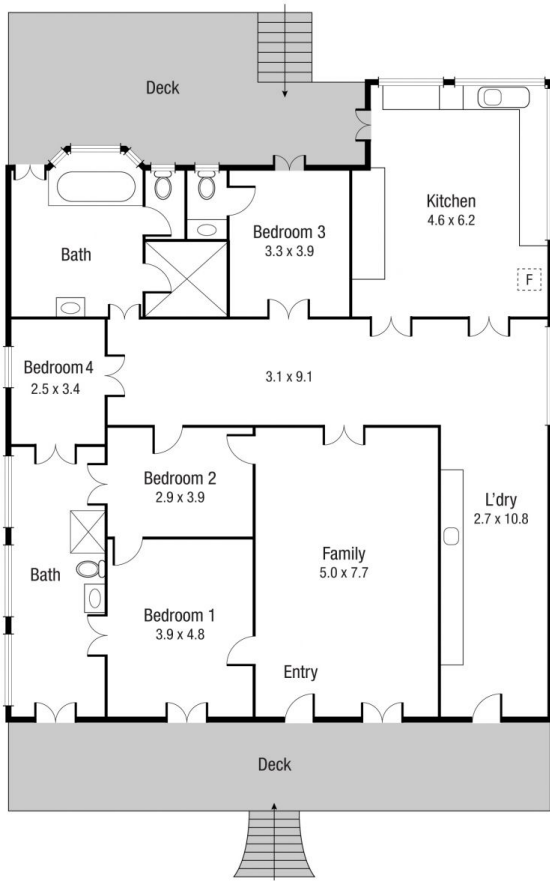 Deck
Kitchen
4.6 x 6.2
Bedroom 3
3.3 x 3.9
Bath
F
Bedroom 4
2.5 x 3.4
3.1 x 9.1
Bedroom 2
2.9 x 3.9
L'dry
2.7 x 10.8
Family
5.0 x 7.7
Bath
Bedroom 1
3.9 x 4.8
Entry
Deck